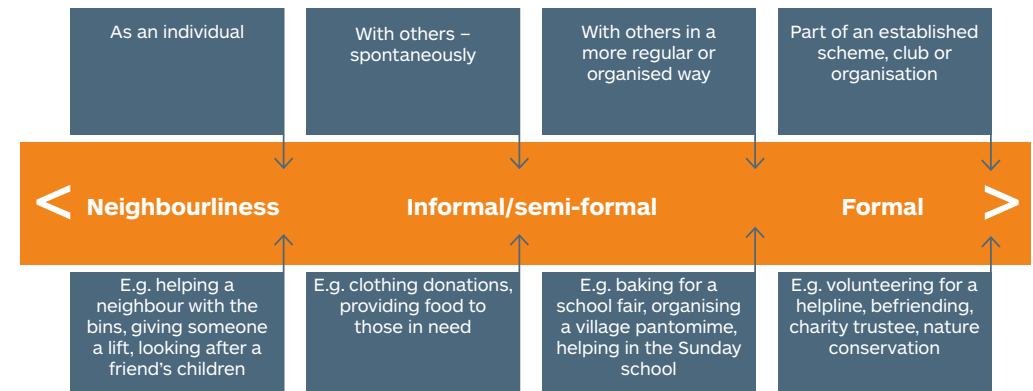 As an individual
With others –
spontaneously
With others in a
more regular or
organised way
Part of an established
scheme, club or
organisation
< Neighbourliness Informal/semi-formal Formal >
E.g. helping a
neighbour with the
bins, giving someone
a lift, looking after a
friend's children
E.g. clothing donations,
providing food to
those in need
E.g. baking for a
school fair, organising
a village pantomime,
helping in the Sunday
school
E.g. volunteering for a
helpline, befriending,
charity trustee, nature
conservation